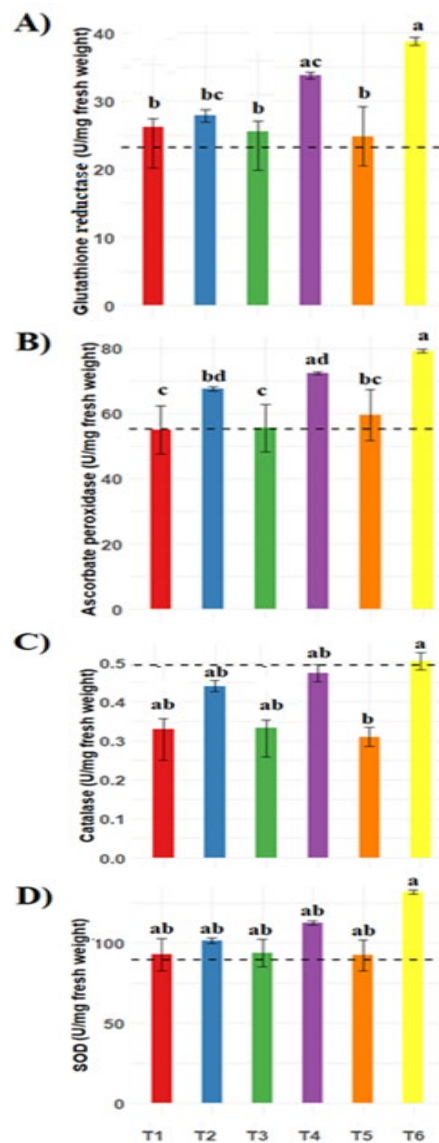 A)
Glutathione reductase (U/mg fresh weight)
40
30
20
10
0
b
bc
b
ac
b
a
B)
Ascorbate peroxidase (U/mg fresh weight)
80
60
40
20
0
c
bd
c
ad
bc
a
C)
Catalase (U/mg fresh weight)
0.5
0.4
0.3
0.2
0.1
0.0
ab
ab
ab
ab
b
a
D)
SOD (U/mg fresh weight)
100
50
0
ab
ab
ab
ab
ab
a
T1 T2 T3 T4 T5 T6